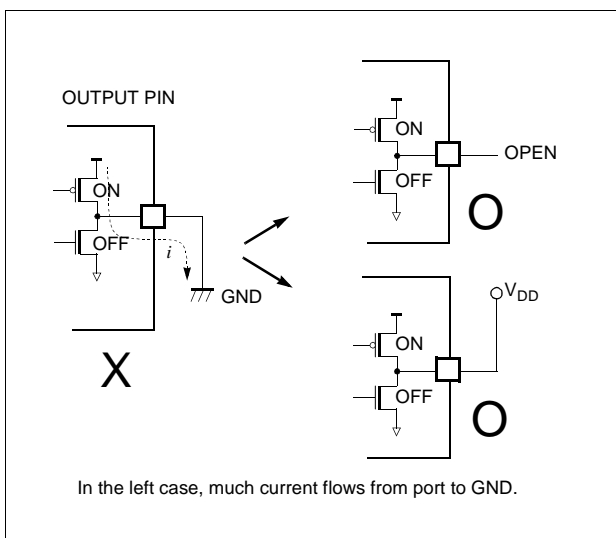 OUTPUT PIN
ON
OFF
i
GND
X
ON
OFF
OPEN
O
VDD
ON
OFF
O
In the left case, much current flows from port to GND.